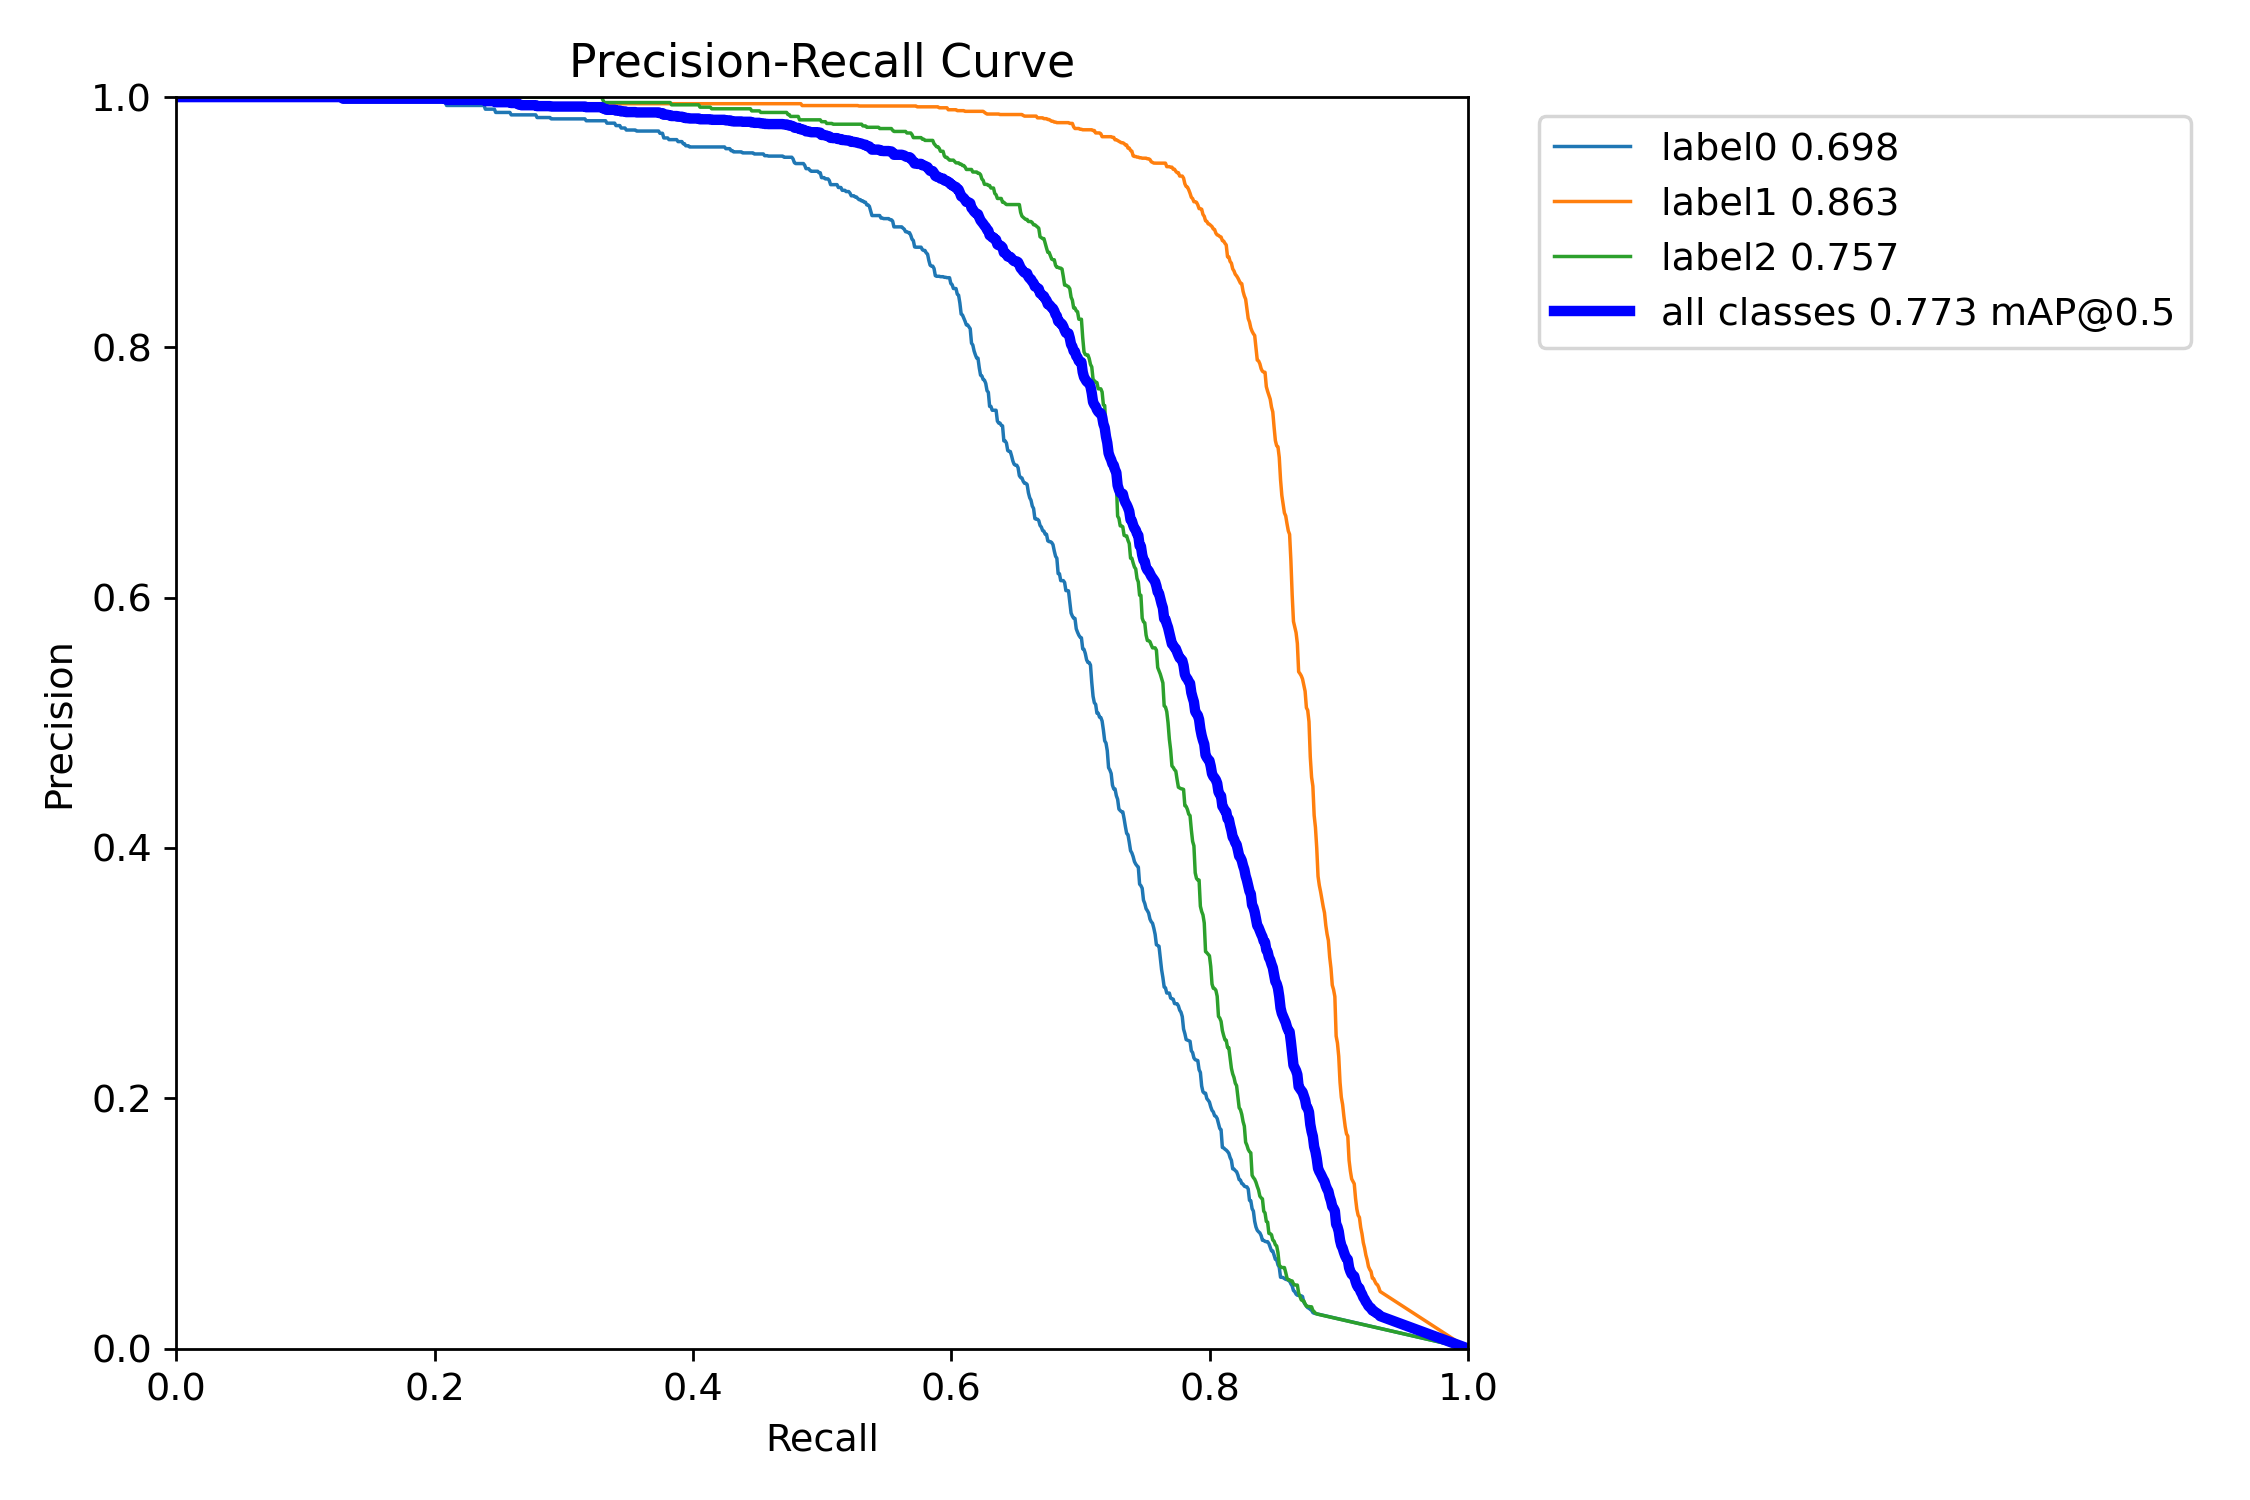 Precision-Recall Curve
1.0
0.8
0.6
0.4
0.2
0.0
Precision
0.0 0.2 0.4 0.6 0.8 1.0
Recall
label0 0.698
label1 0.863
label2 0.757
all classes 0.773 mAP@0.5